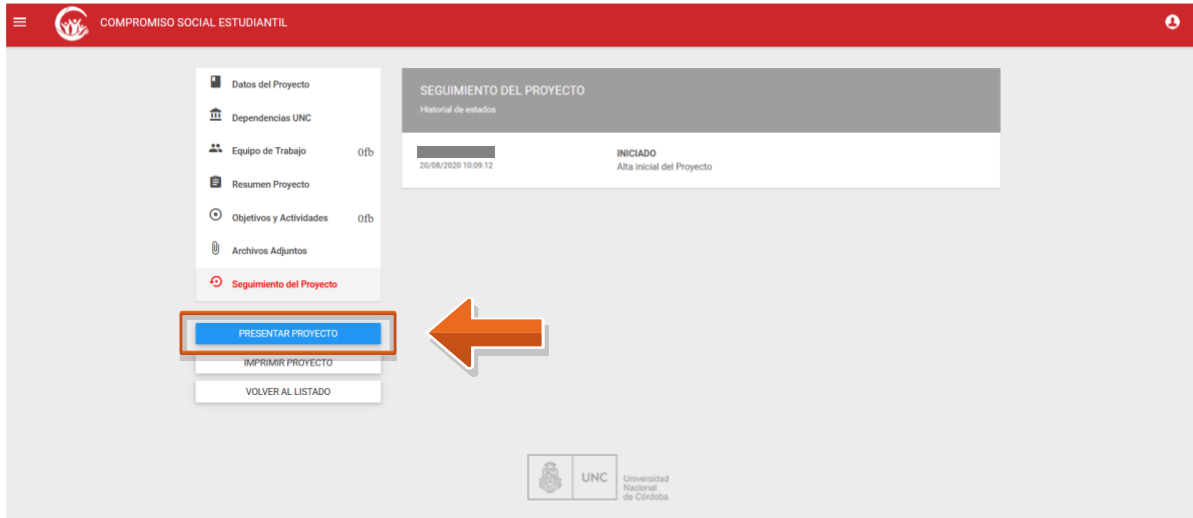 COMPROMISO SOCIAL ESTUDIANTIL
Datos del Proyecto
Dependencias UNC
Equipo de Trabajo 0fb
Resumen Proyecto
Objetivos y Actividades 0fb
Archivos Adjuntos
Seguimiento del Proyecto
PRESENTAR PROYECTO
IMPRIMIR PROYECTO
VOLVER AL LISTADO
SEGUIMIENTO DEL PROYECTO
Historial de estados
20/08/2020 10:09:12
INICIADO
Alta inicial del Proyecto
UNC
Universidad
Nacional
de Córdoba